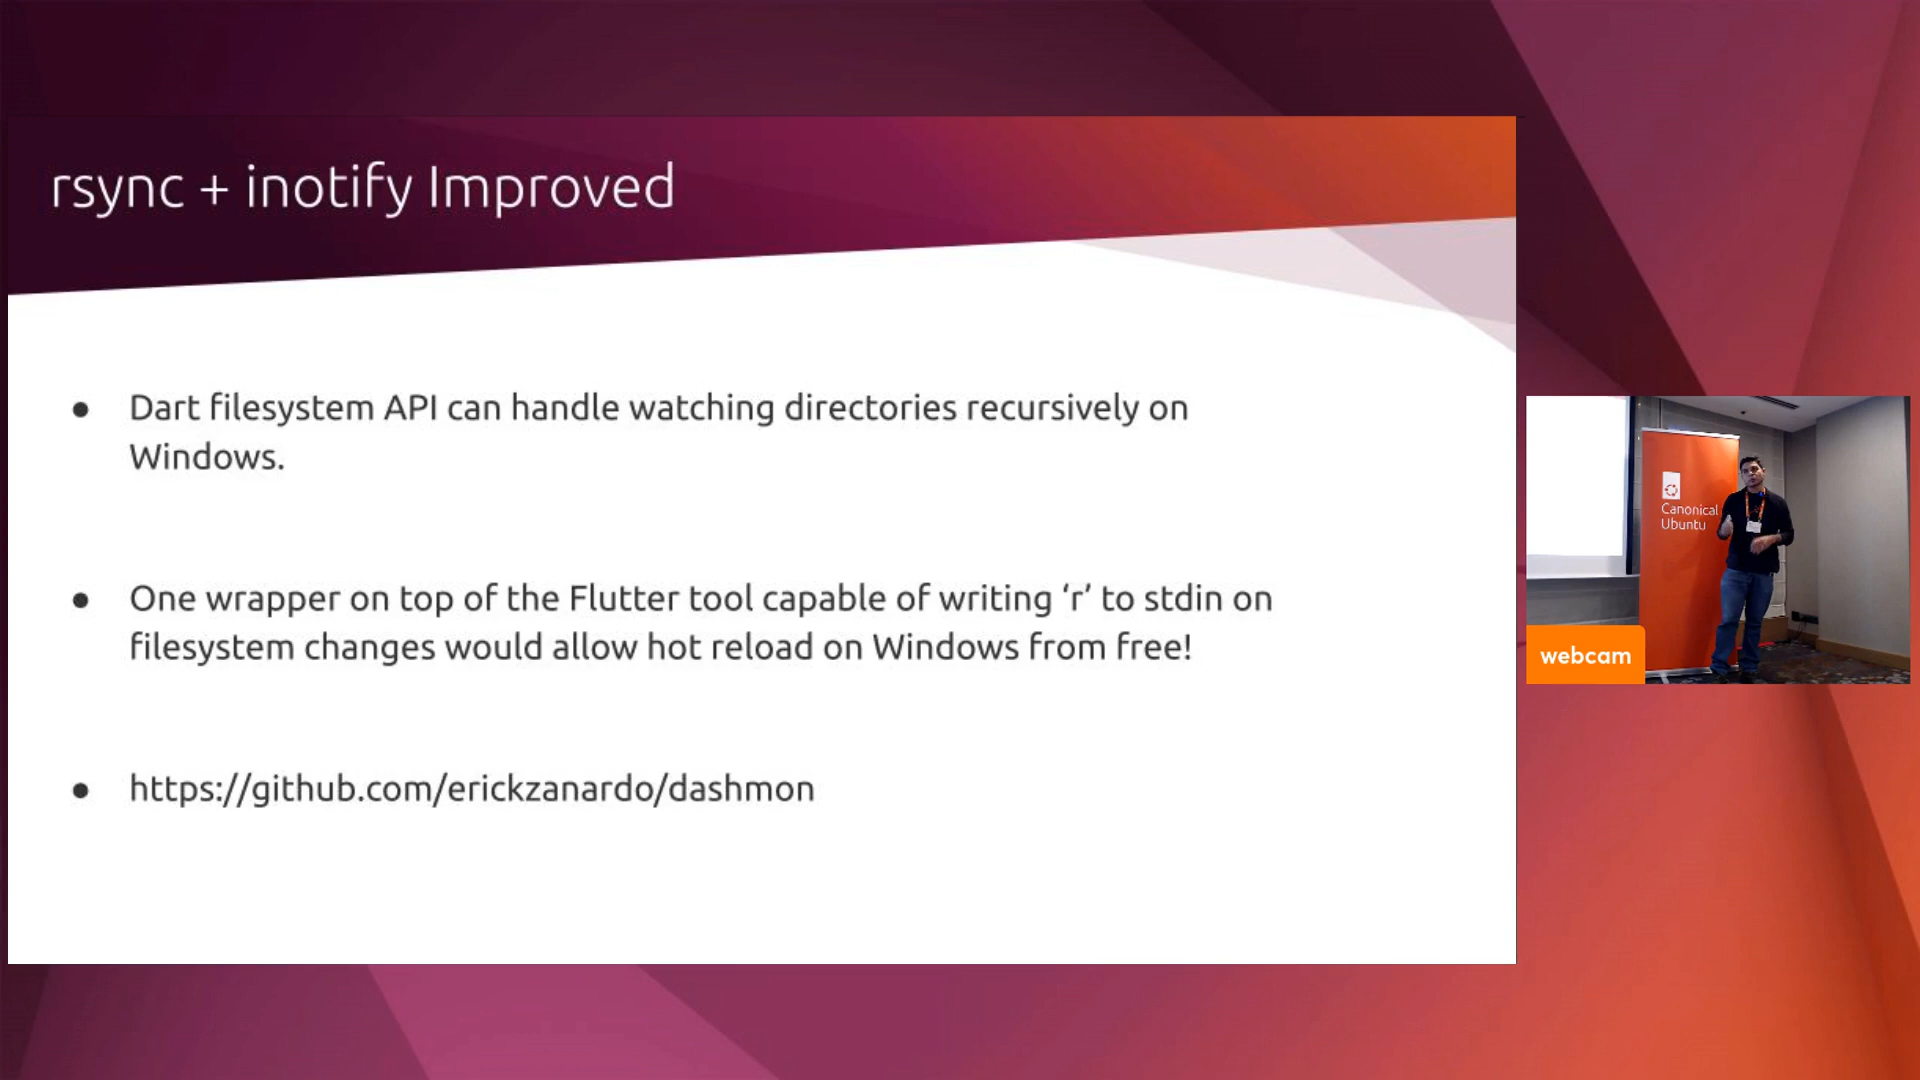 rsync + inotify Improved
● Dart filesystem API can handle watching directories recursively on
Windows.
● One wrapper on top of the Flutter tool capable of writing ‘r’ to stdin on
filesystem changes would allow hot reload on Windows from free!
● https://github.com/erickzanardo/dashmon
Canonical
Ubuntu
webcam